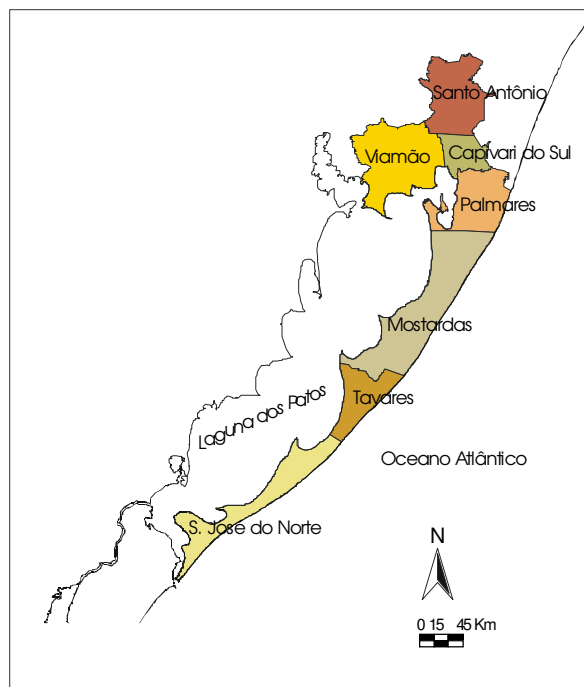 Santo Antônio
Viamão
Capivari do Sul
Palmares
Mostardas
Tavares
Laguna dos Patos
Oceano Atlântico
S. José do Norte
N
0 15 45 Km